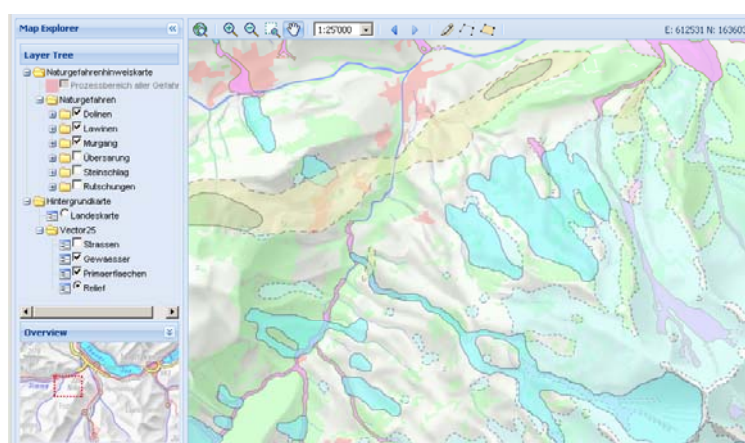 Map Explorer
1:25'000
E: 612531 N: 163603
Layer Tree
Naturgefahrenhinweiskarte
Prozessbereich aller Gefahr
Naturgefahren
Dolinen
Lawinen
Murgang
Übersarung
Steinschlag
Rutschungen
Hintergrundkarte
Landeskarte
Vector25
Strassen
Gewaesser
Primaerflaechen
Relief
Overview